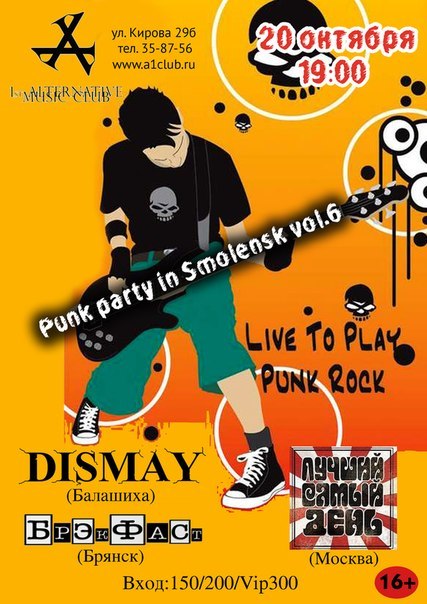 ул. Кирова 29б
тел. 35-87-56
www.a1club.ru
1st ALTERNATIVE
MUSIC CLUB
20 октября
19:00
Punk party in Smolensk vol.6
Live To Play
Punk Rock
DISMAY
(Балашиха)
БРЭКФАСТ
(Брянск)
ЛУЧШИЙ
САМЫЙ
ДЕНЬ
(Москва)
Вход:150/200/Vip300
16+